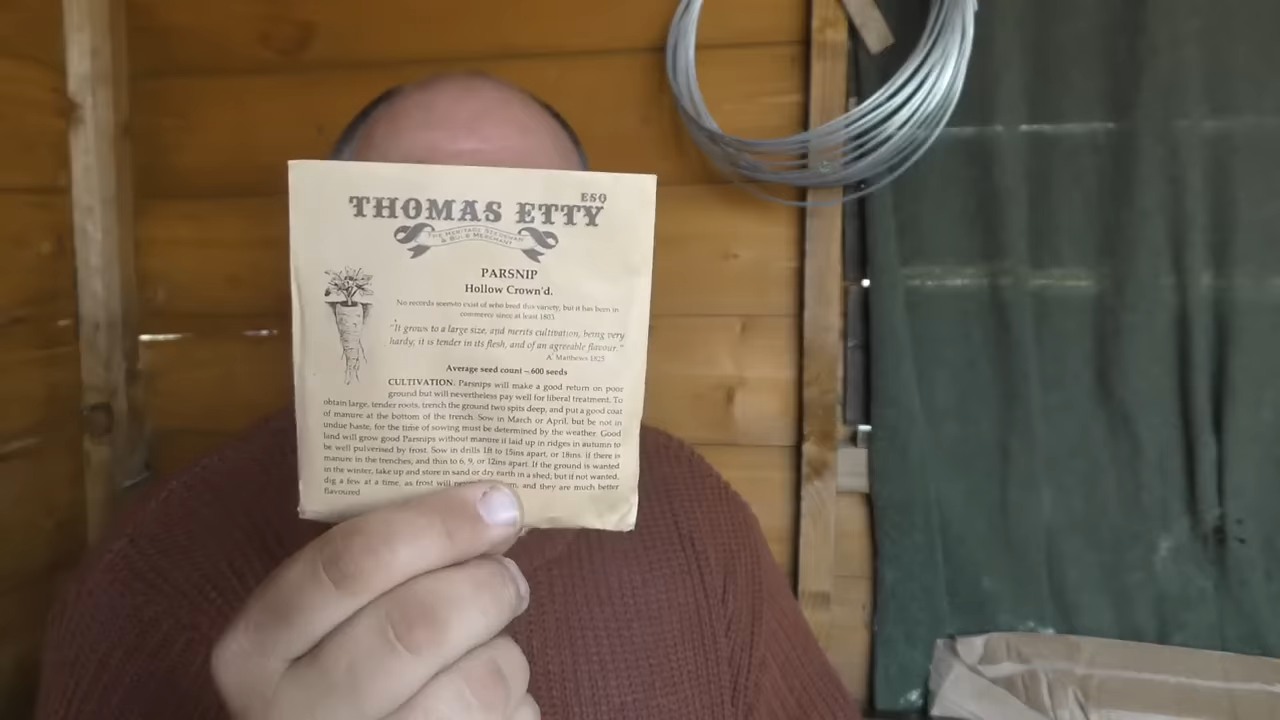 THOMAS ETTY ESQ
THE HERITAGE SEEDSMAN
& BULB MERCHANT
PARSNIP
Hollow Crown'd.
No records seem to exist of who bred this variety, but it has been in
commerce since at least 1803.
"It grows to a large size, and merits cultivation, being very
hardy; it is tender in its flesh, and of an agreeable flavour."
A. Matthews 1825
Average seed count – 600 seeds
CULTIVATION. Parsnips will make a good return on poor
ground but will nevertheless pay well for liberal treatment. To
obtain large, tender roots, trench the ground two spits deep, and put a good coat
of manure at the bottom of the trench. Sow in March or April, but be not in
undue haste, for the time of sowing must be determined by the weather. Good
land will grow good Parsnips without manure if laid up in ridges in autumn to
be well pulverised by frost. Sow in drills 1ft to 15ins apart, or 18ins. if there is
manure in the trenches, and thin to 6, 9, or 12ins apart. If the ground is wanted
in the winter, take up and store in sand or dry earth in a shed, but if not wanted,
dig a few at a time, as frost will and they are much better
flavoured